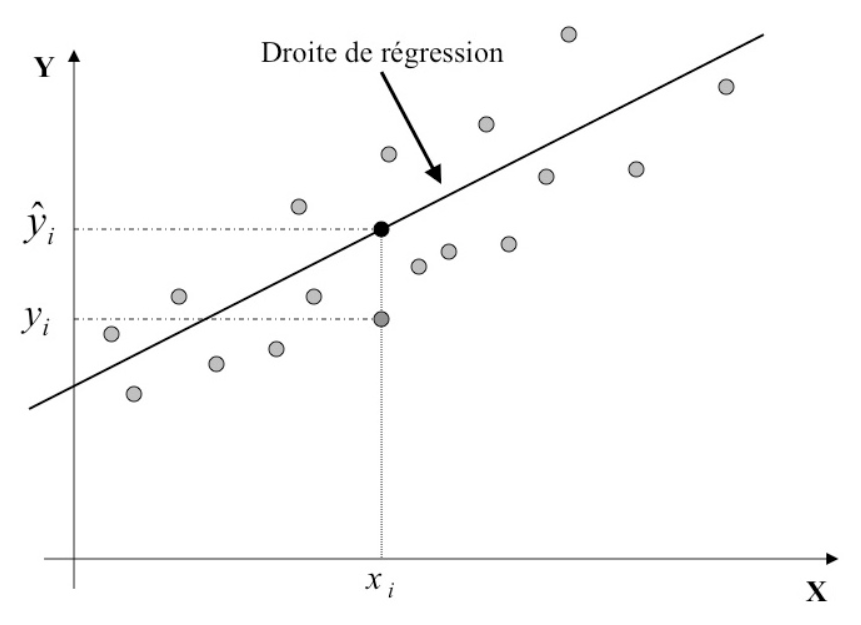 Y
Droite de régression
ŷᵢ
yᵢ
xᵢ
X